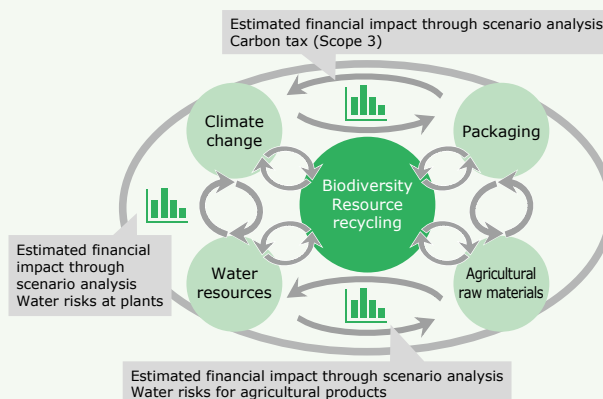 Estimated financial impact through scenario analysis
Carbon tax (Scope 3)
Climate
change
Packaging
Biodiversity
Resource
recycling
Estimated financial
impact through
scenario analysis
Water risks at plants
Water
resources
Agricultural
raw materials
Estimated financial impact through scenario analysis
Water risks for agricultural products